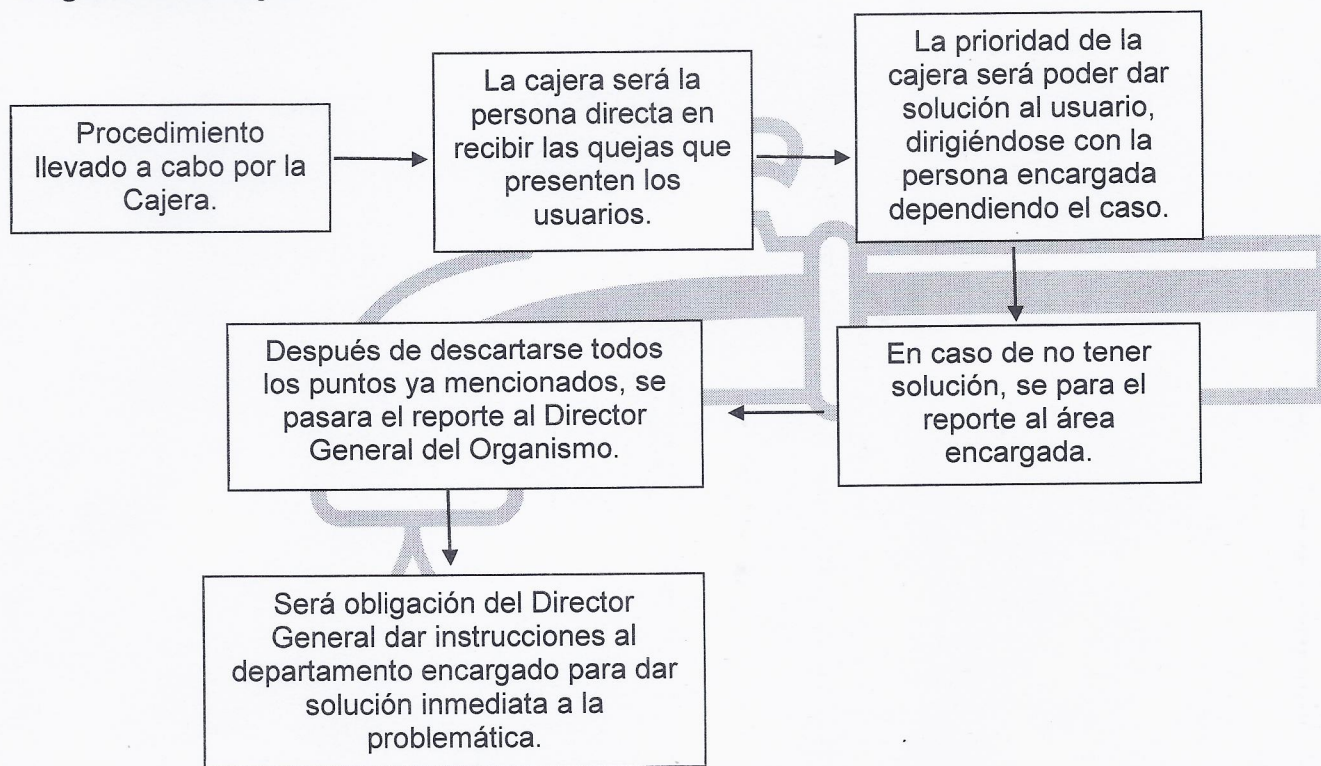 Procedimiento
llevado a cabo por la
Cajera.
La cajera será la
persona directa en
recibir las quejas que
presenten los
usuarios.
La prioridad de la
cajera será poder dar
solución al usuario,
dirigiéndose con la
persona encargada
dependiendo el caso.
En caso de no tener
solución, se para el
reporte al área
encargada.
Después de descartarse todos
los puntos ya mencionados, se
pasara el reporte al Director
General del Organismo.
Será obligación del Director
General dar instrucciones al
departamento encargado para dar
solución inmediata a la
problemática.